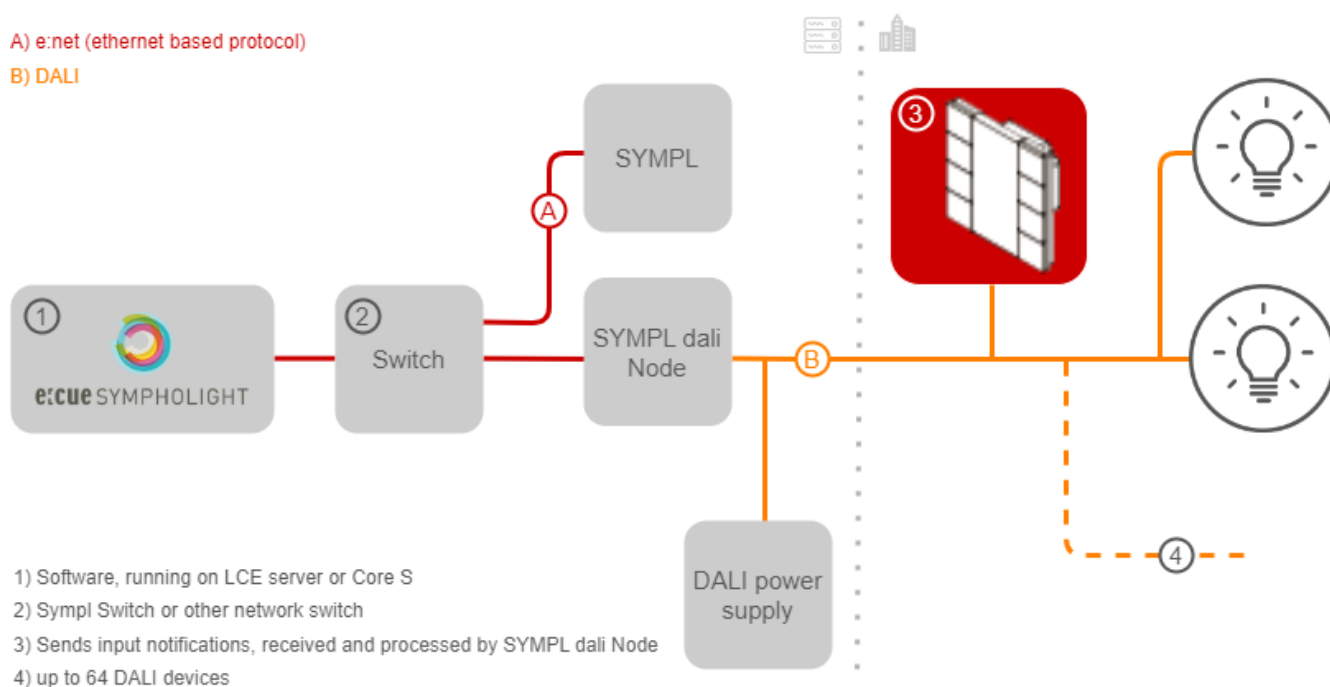 A) e:net (ethernet based protocol)
B) DALI
3
SYMPL
A
1
2
e:cue SYMPHOLIGHT
Switch
SYMPL dali
Node
B
4
DALI power
supply
1) Software, running on LCE server or Core S
2) Sympl Switch or other network switch
3) Sends input notifications, received and processed by SYMPL dali Node
4) up to 64 DALI devices